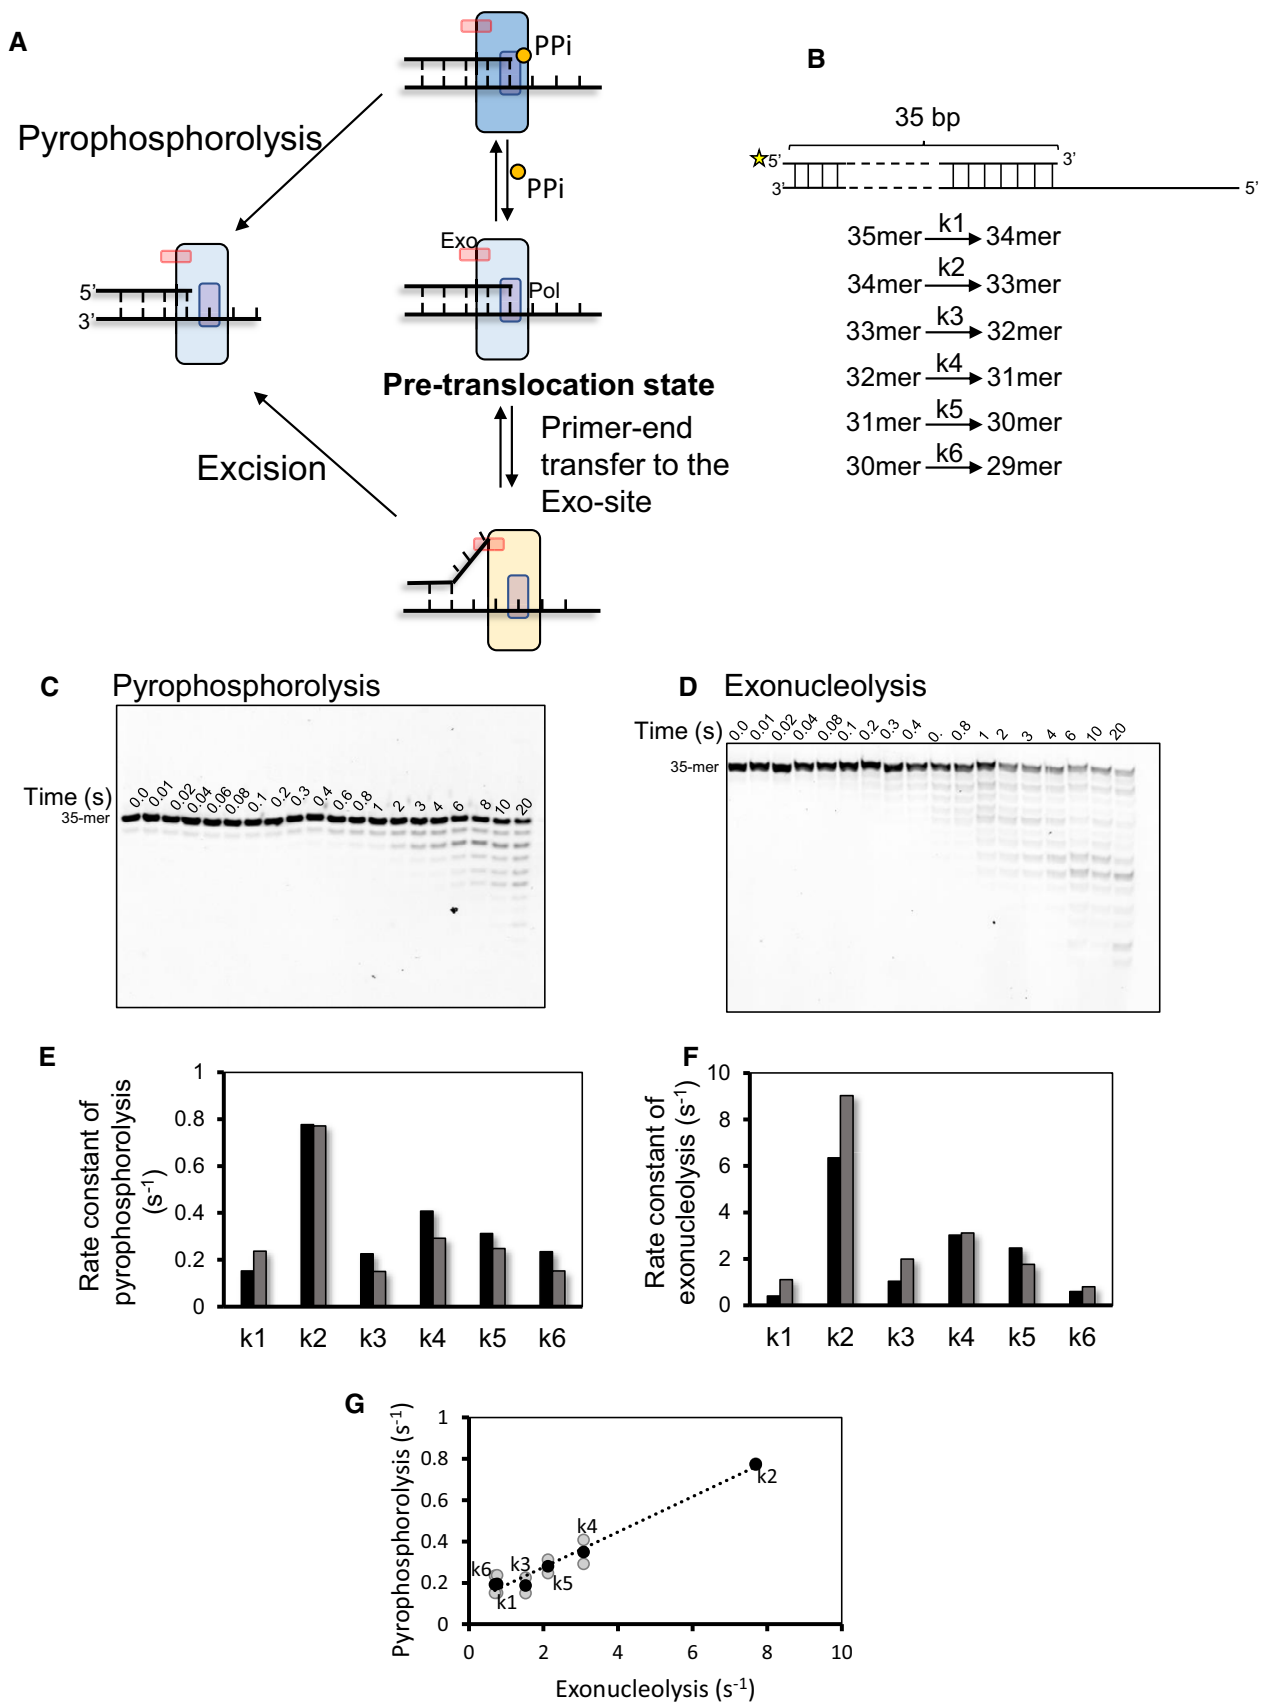 A
PPi
Pyrophosphorolysis
PPi
Exo
Pol
5'
3'
Pre-translocation state
Primer-end
transfer to the
Exo-site
Excision
B
35 bp
5'
3'
3'
5'
35mer k1 34mer
34mer k2 33mer
33mer k3 32mer
32mer k4 31mer
31mer k5 30mer
30mer k6 29mer
C Pyrophosphorolysis
Time (s) 0.0 0.01 0.02 0.04 0.06 0.08 0.1 0.2 0.3 0.4 0.6 0.8 1 2 3 4 6 8 10 20
35-mer
D Exonucleolysis
Time (s) 0.0 0.01 0.02 0.04 0.08 0.1 0.2 0.3 0.4 0. 0.8 1 2 3 4 6 10 20
35-mer
E
Rate constant of
pyrophosphorolysis
(s-1)
1
0.8
0.6
0.4
0.2
0
k1 k2 k3 k4 k5 k6
F
Rate constant of
exonucleolysis (s-1)
10
8
6
4
2
0
k1 k2 k3 k4 k5 k6
G
Pyrophosphorolysis (s-1)
1
0.8
0.6
0.4
0.2
0
k2
k4
k6
k3
k5
k1
0 2 4 6 8 10
Exonucleolysis (s-1)